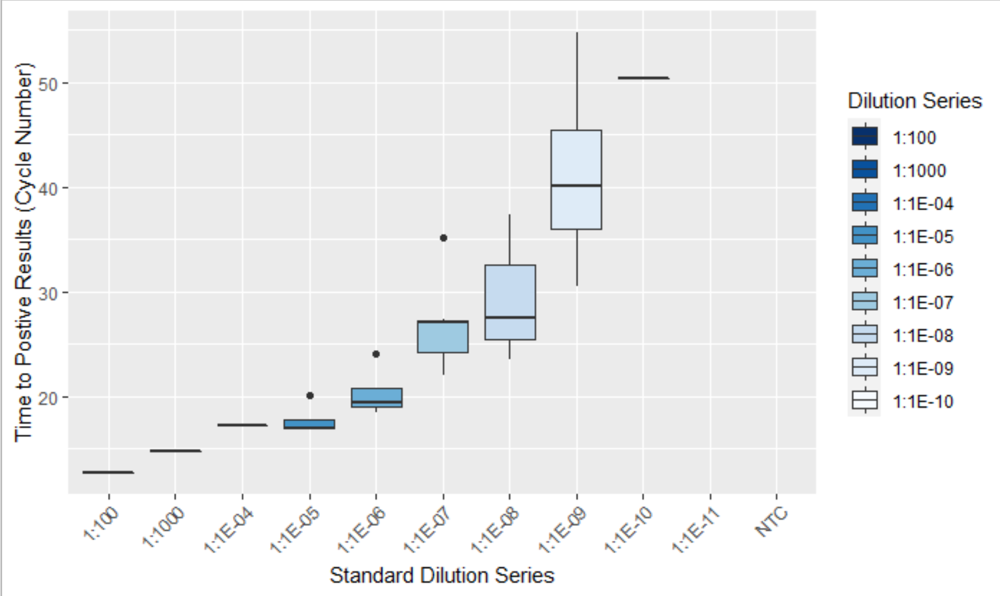 Time to Postive Results (Cycle Number)
50
40
30
20
1:100
1:1000
1:1E-04
1:1E-05
1:1E-06
1:1E-07
1:1E-08
1:1E-09
1:1E-10
1:1E-11
NTC
Standard Dilution Series
Dilution Series
1:100
1:1000
1:1E-04
1:1E-05
1:1E-06
1:1E-07
1:1E-08
1:1E-09
1:1E-10